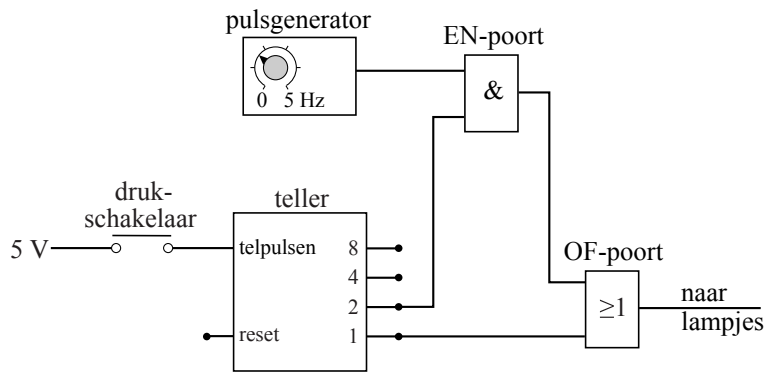 pulsgenerator
0 5 Hz
EN-poort
&
druk-
schakelaar
5 V
teller
telpulsen
8
4
2
reset
1
OF-poort
≥1
naar
lampjes